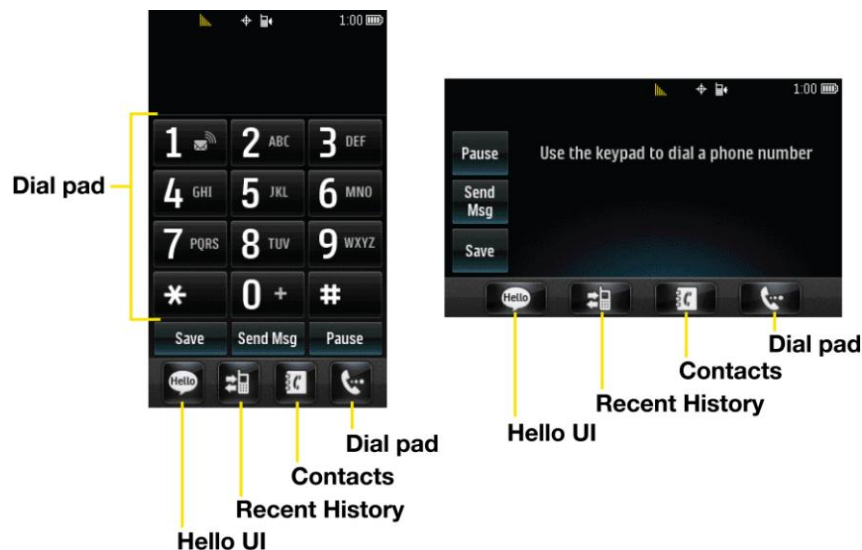 1:00
1
2 ABC
3 DEF
Dial pad
4 GHI
5 JKL
6 MNO
7 PQRS
8 TUV
9 WXYZ
*
0 +
#
Save Send Msg Pause
Hello
Dial pad
Contacts
Recent History
Hello UI
1:00
Pause
Use the keypad to dial a phone number
Send
Msg
Save
Hello
Dial pad
Contacts
Recent History
Hello UI